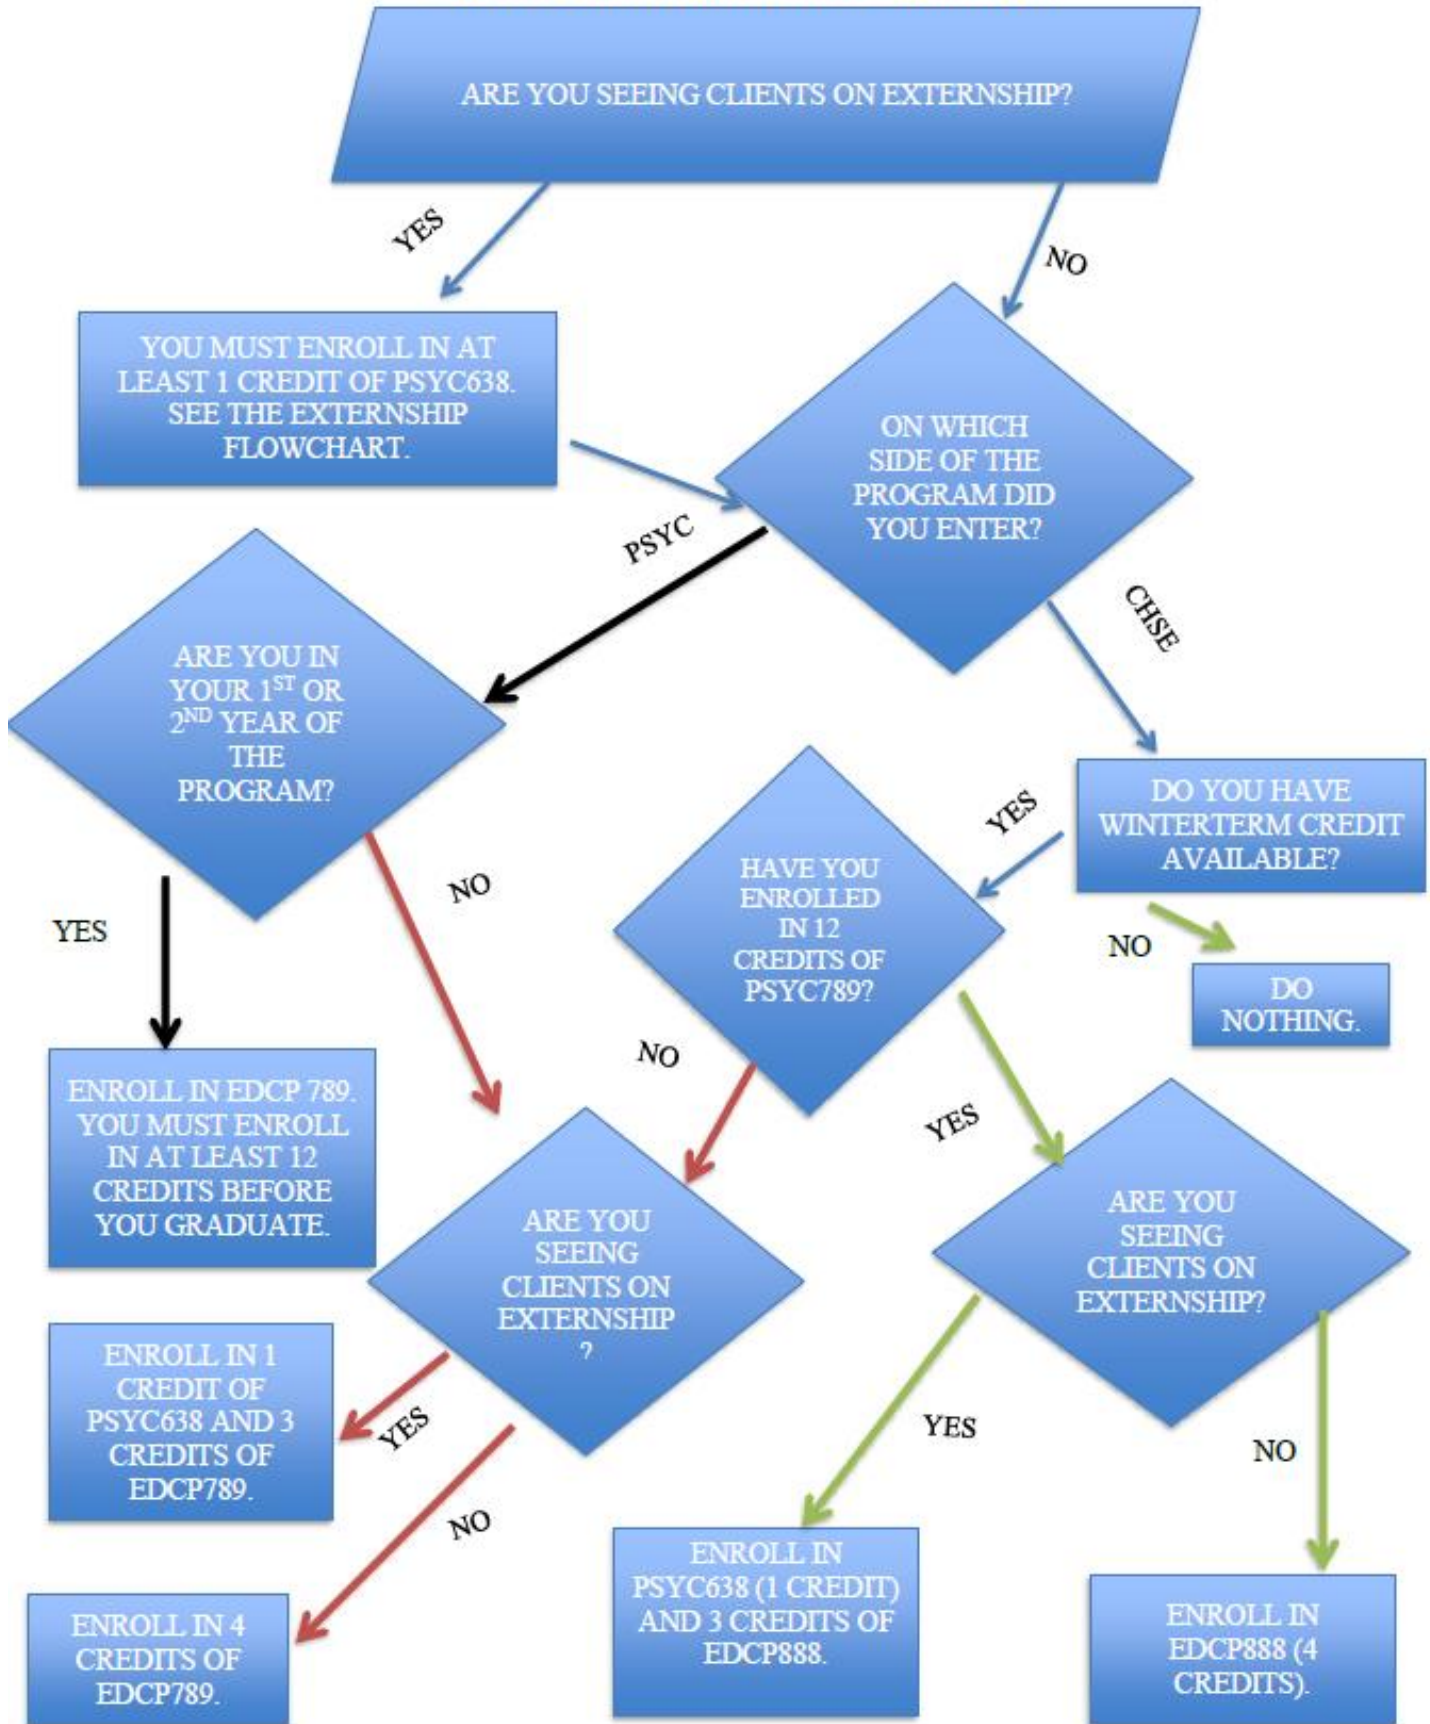 ARE YOU SEEING CLIENTS ON EXTERNSHIP?
YES
NO
YOU MUST ENROLL IN AT
LEAST 1 CREDIT OF PSYC638.
SEE THE EXTERNSHIP
FLOWCHART.
ON WHICH
SIDE OF THE
PROGRAM DID
YOU ENTER?
PSYC
CHSE
ARE YOU IN
YOUR 1ST OR
2ND YEAR OF
THE
PROGRAM?
DO YOU HAVE
WINTERTERM CREDIT
AVAILABLE?
YES
HAVE YOU
ENROLLED
IN 12
CREDITS OF
PSYC789?
NO
YES
NO
DO
NOTHING.
NO
YES
ENROLL IN EDCP 789.
YOU MUST ENROLL
IN AT LEAST 12
CREDITS BEFORE
YOU GRADUATE.
ARE YOU
SEEING
CLIENTS ON
EXTERNSHIP
?
ARE YOU
SEEING
CLIENTS ON
EXTERNSHIP?
ENROLL IN 1
CREDIT OF
PSYC638 AND 3
CREDITS OF
EDCP789.
YES
NO
YES
NO
ENROLL IN 4
CREDITS OF
EDCP789.
ENROLL IN
PSYC638 (1 CREDIT)
AND 3 CREDITS OF
EDCP888.
ENROLL IN
EDCP888 (4
CREDITS).